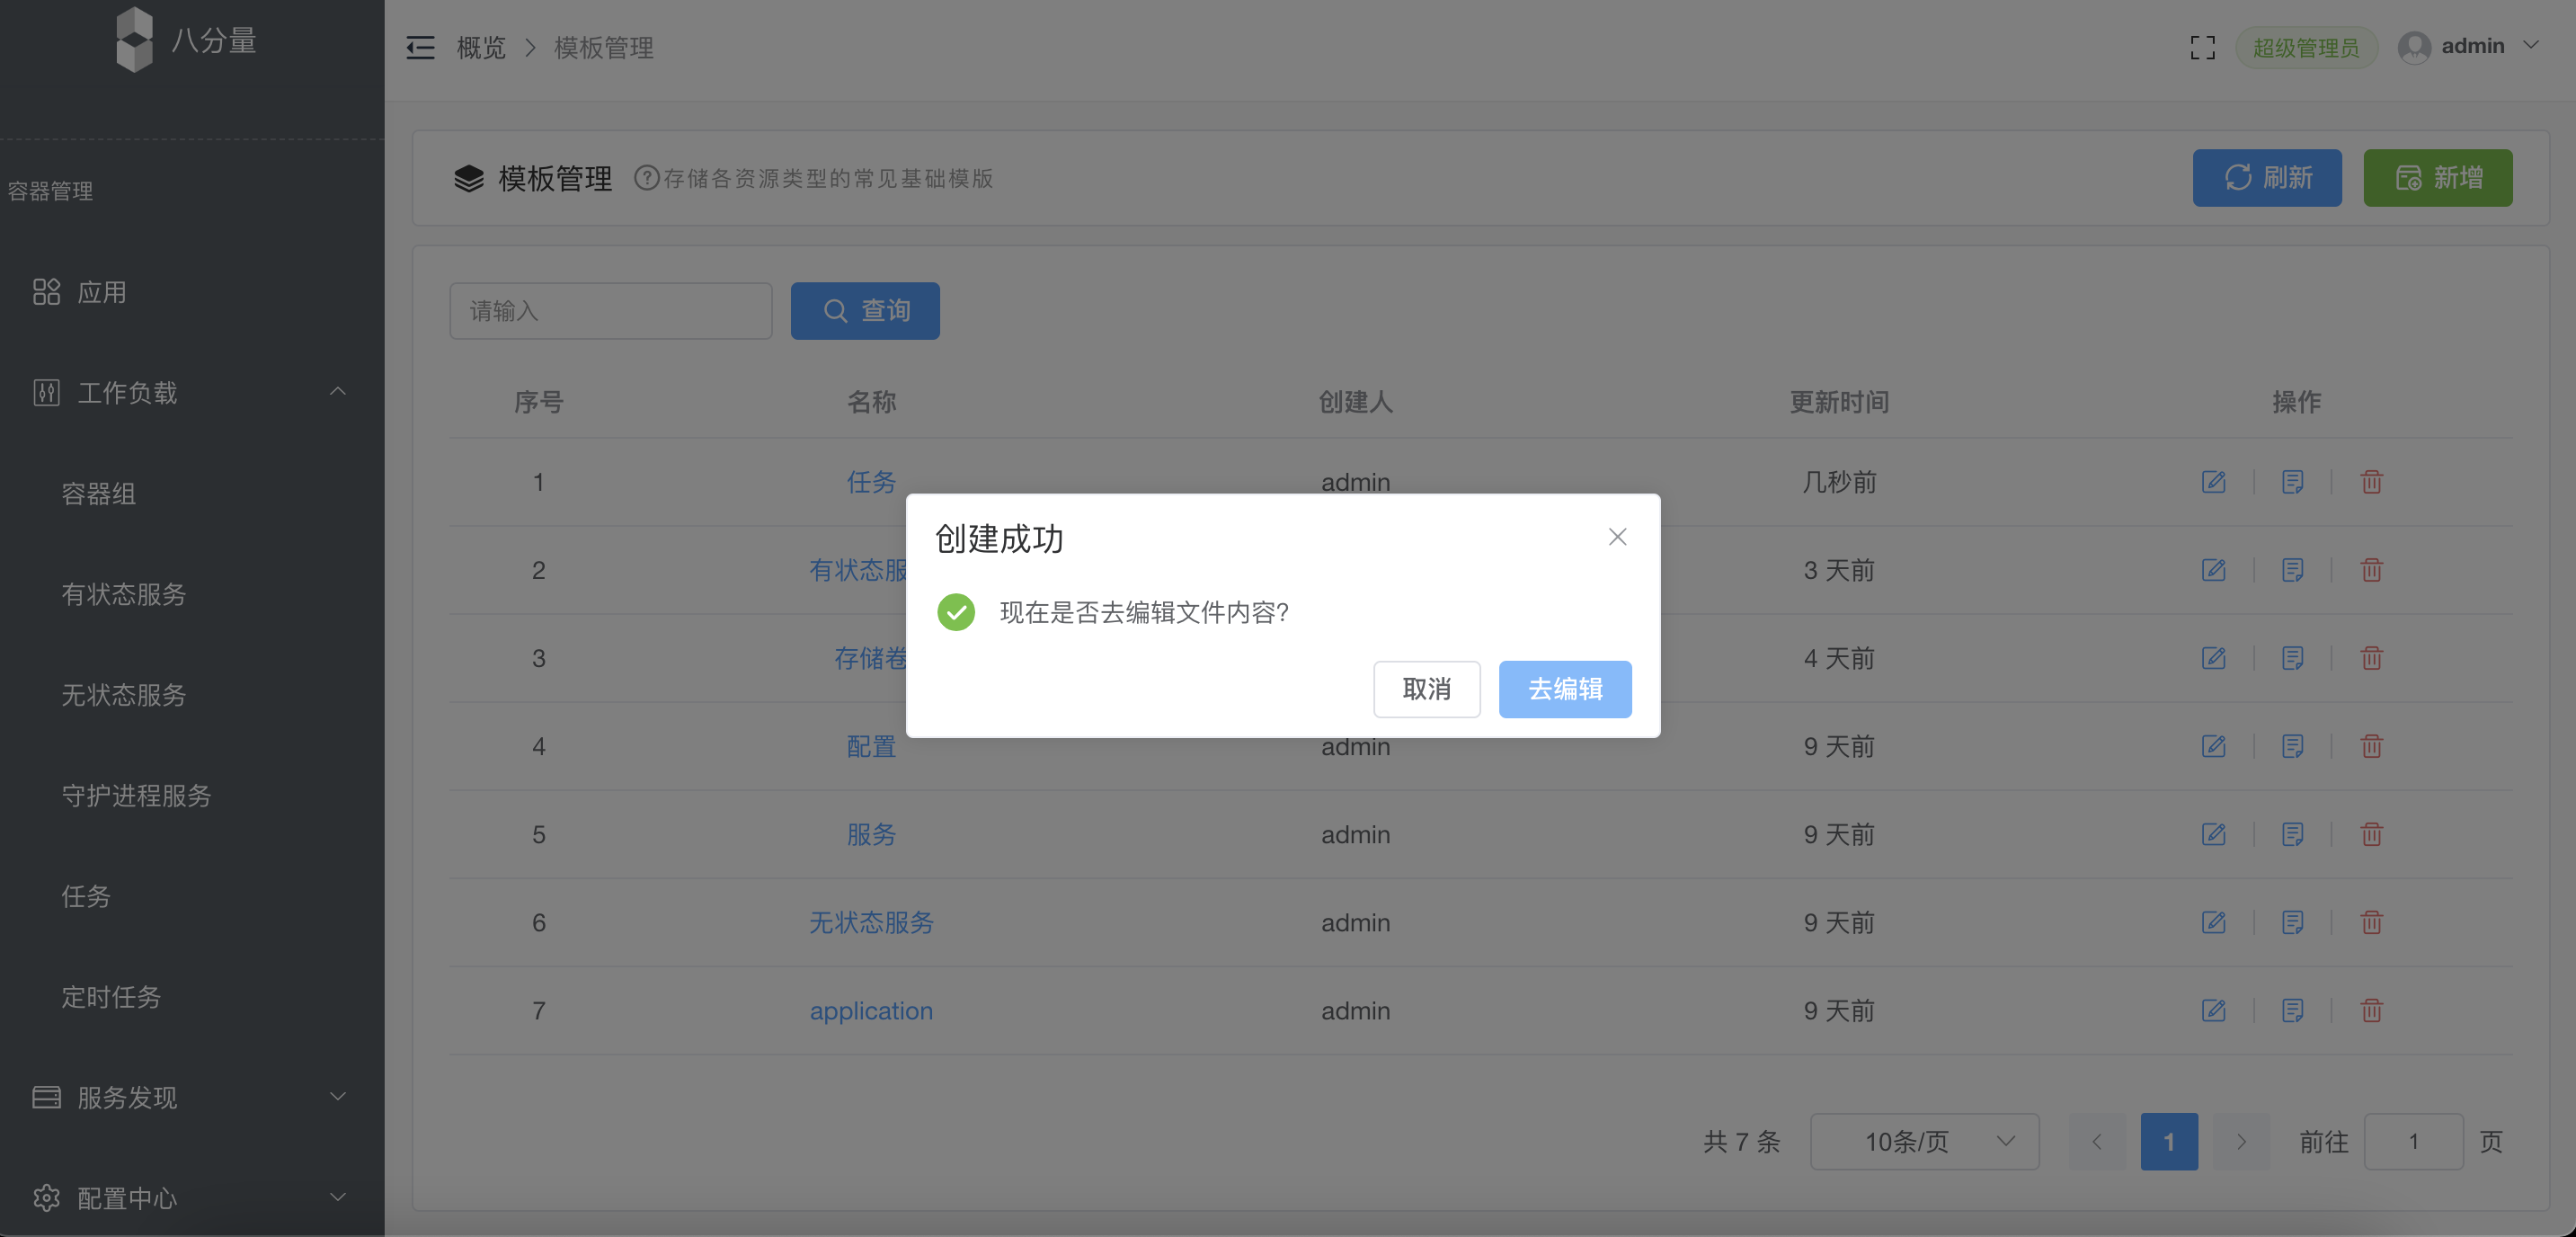 八分量
概览 > 模板管理
超级管理员 admin
容器管理
应用
工作负载
容器组
有状态服务
无状态服务
守护进程服务
任务
定时任务
服务发现
配置中心
模板管理 ?存储各资源类型的常见基础模版
刷新 新增
请输入 查询
序号 名称 创建人 更新时间 操作
1 任务 admin 几秒前
2 有状态服 3 天前
3 存储卷 4 天前
4 配置 admin 9 天前
5 服务 admin 9 天前
6 无状态服务 admin 9 天前
7 application admin 9 天前
创建成功
现在是否去编辑文件内容?
取消 去编辑
共 7 条 10条/页 < 1 > 前往 1 页